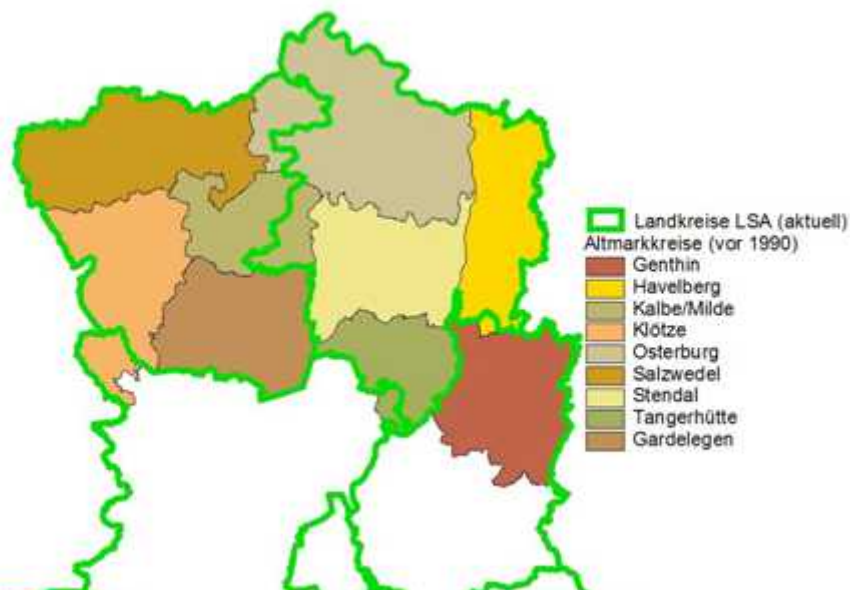 Landkreise LSA (aktuell)
Altmarkkreise (vor 1990)
Genthin
Havelberg
Kalbe/Milde
Klötze
Osterburg
Salzwedel
Stendal
Tangerhütte
Gardelegen